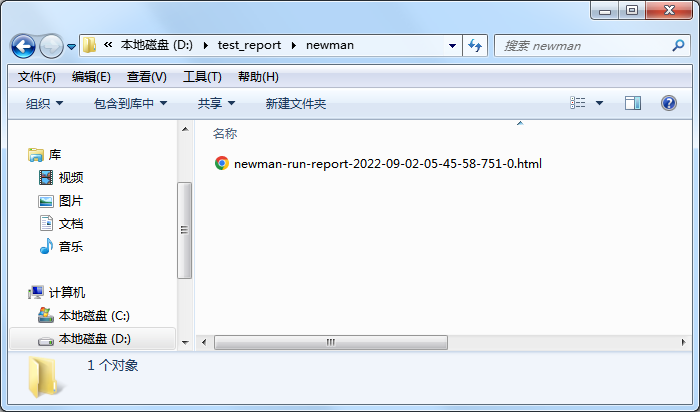 « 本地磁盘 (D:) ▸ test_report ▸ newman
搜索 newman
文件(F) 编辑(E) 查看(V) 工具(T) 帮助(H)
组织 包含到库中 共享 新建文件夹
名称
库
newman-run-report-2022-09-02-05-45-58-751-0.html
视频
图片
文档
音乐
计算机
本地磁盘 (C:)
本地磁盘 (D:)
1 个对象